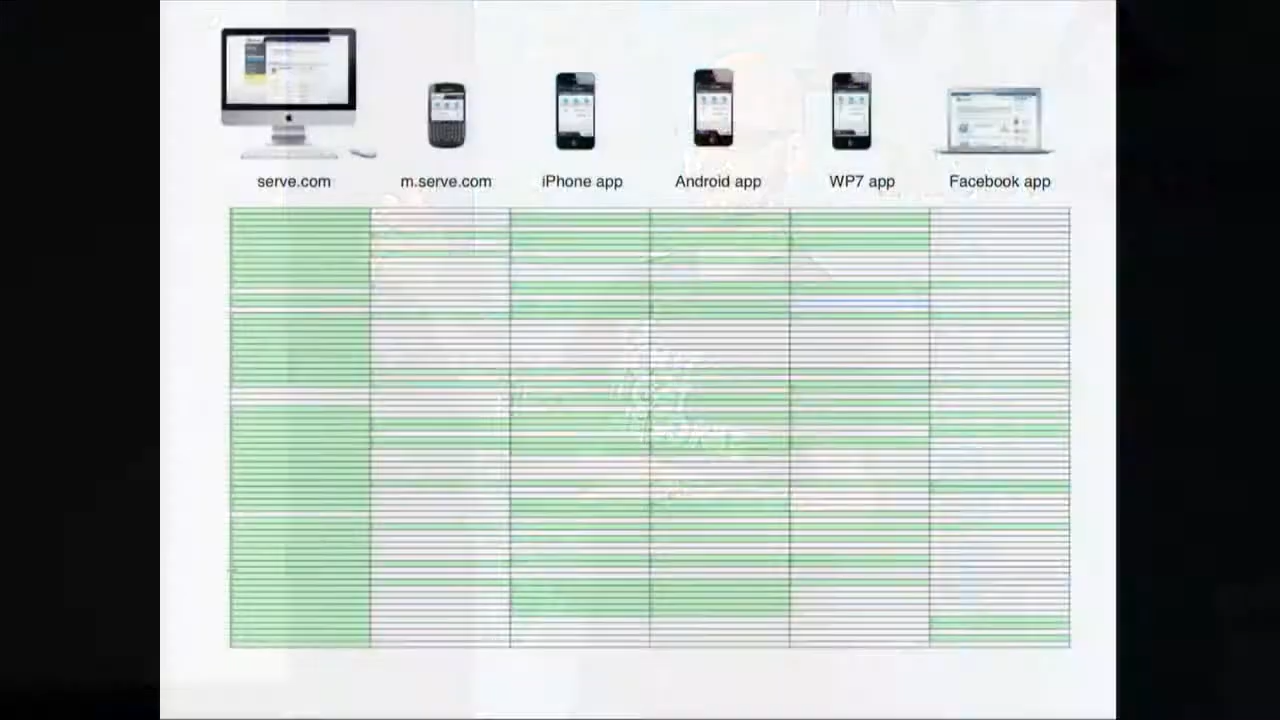 serve.com
m.serve.com
iPhone app
Android app
WP7 app
Facebook app